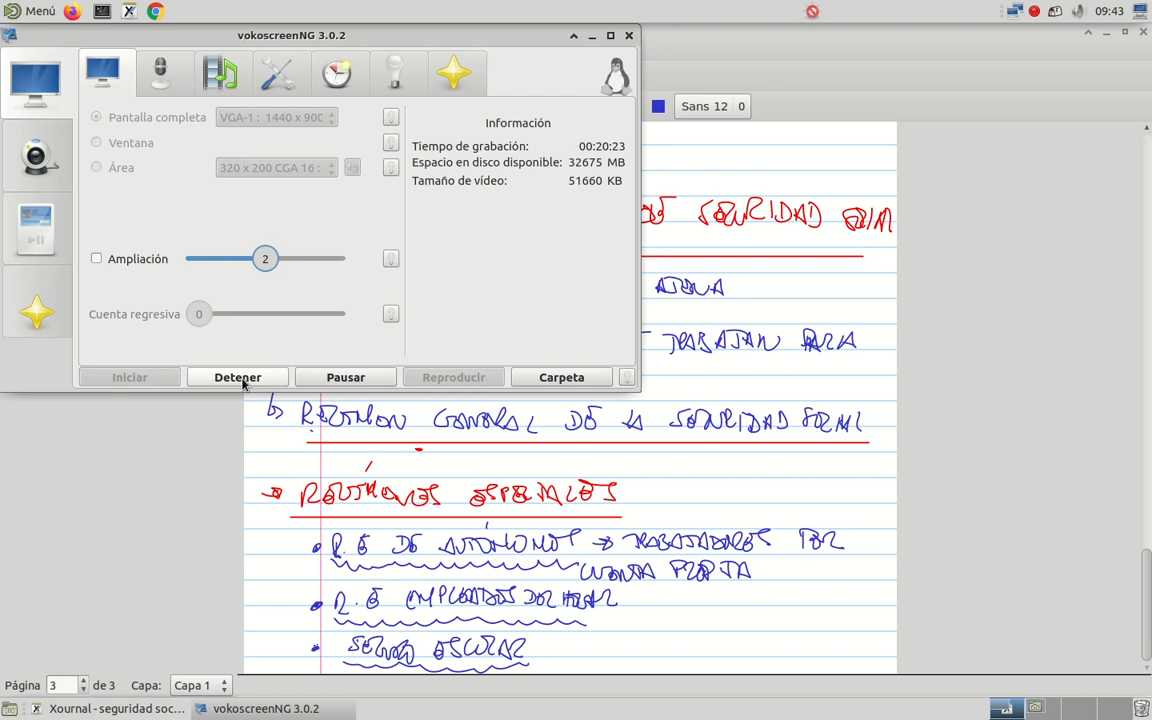 Menú
09:43
vokoscreenNG 3.0.2
Pantalla completa
VGA-1 : 1440 x 900
Ventana
Área
320 x 200 CGA 16 :
Información
Tiempo de grabación: 00:20:23
Espacio en disco disponible: 32675 MB
Tamaño de vídeo: 51660 KB
Ampliación
2
Cuenta regresiva
0
Iniciar
Detener
Pausar
Reproducir
Carpeta
Sans 12
DE SEGURIDAD SOCIAL
AJENA
TRABAJAN PARA
RÉGIMEN GENERAL DE LA SEGURIDAD SOCIAL
REGÍMENES ESPECIALES
R.E DE AUTÓNOMOS → TRABAJADORES POR
CUENTA PROPIA
R.E EMPLEADOS DEL HOGAR
SEGURO ESCOLAR
Página 3 de 3 Capa: Capa 1
Xournal - seguridad soc...
vokoscreenNG 3.0.2